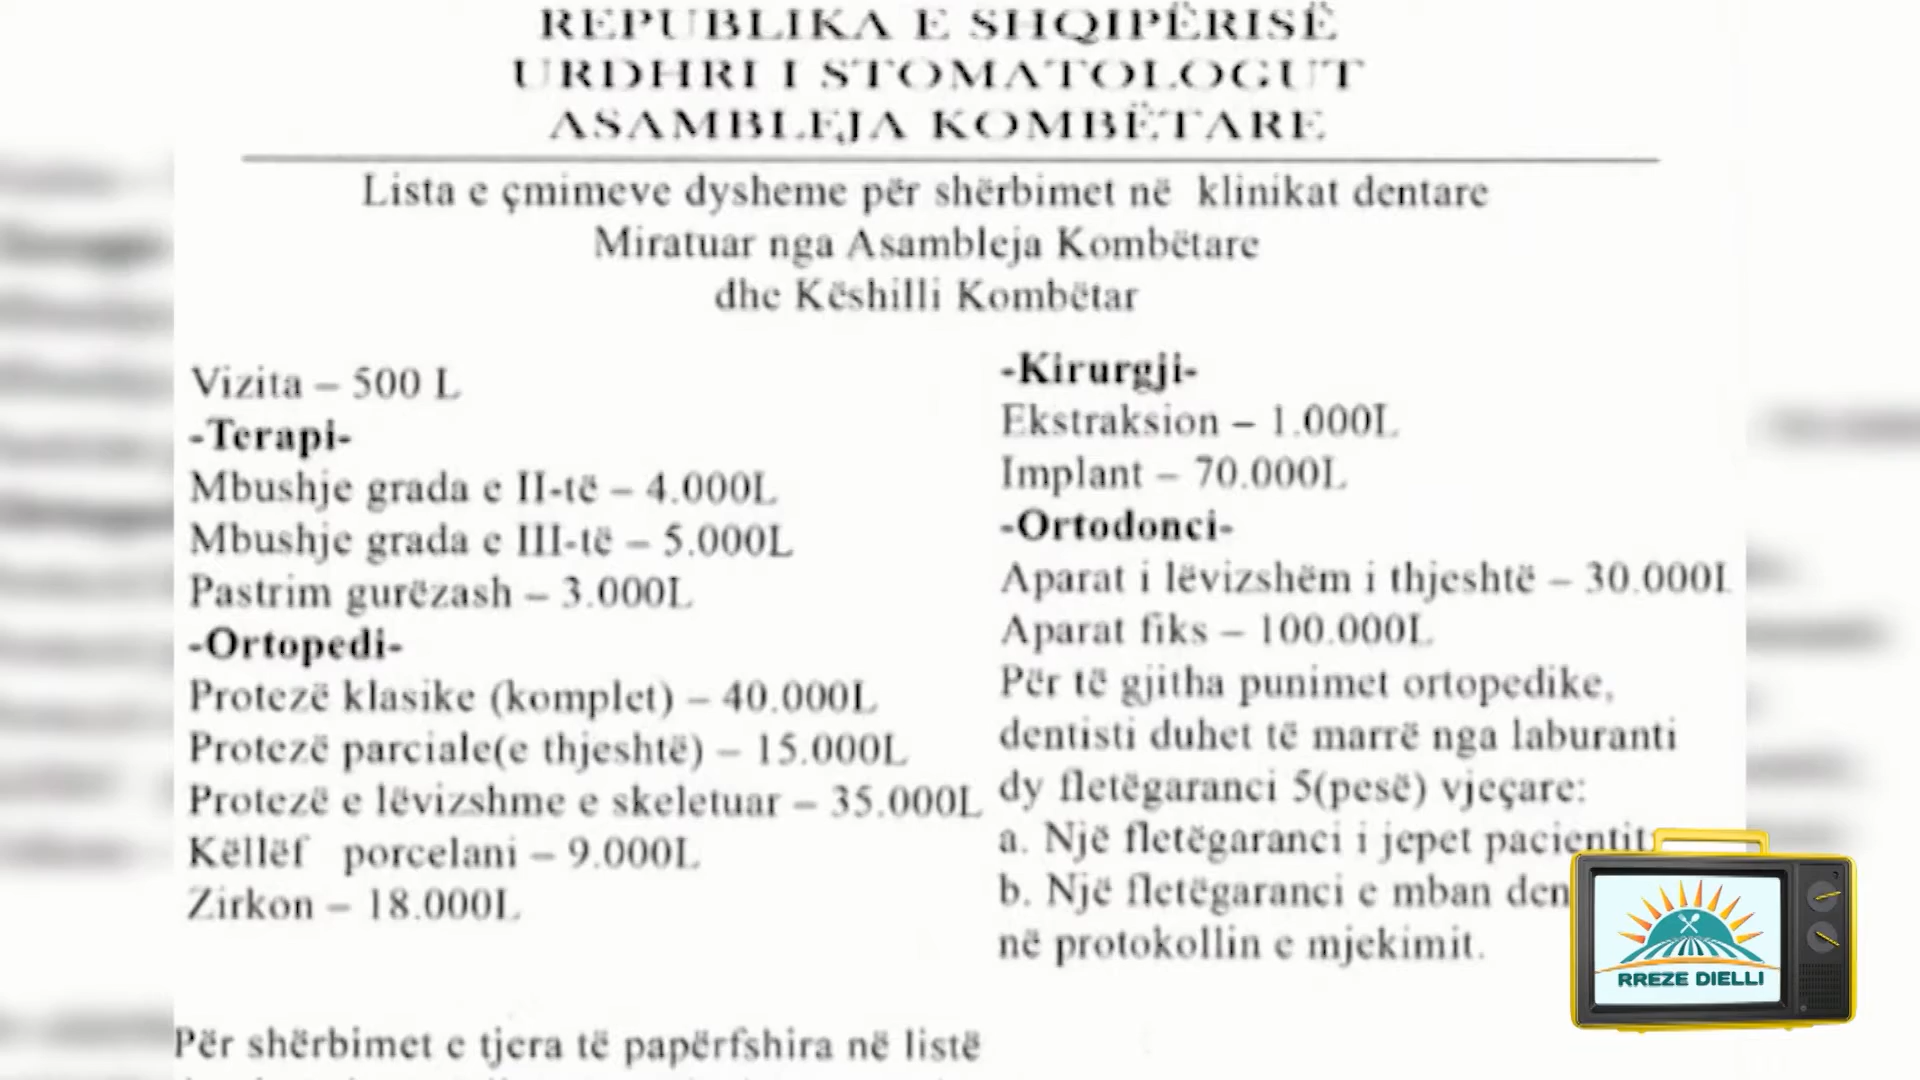 REPUBLIKA E SHQIPËRISË
URDHRI I STOMATOLOGUT
ASAMBLEJA KOMBËTARE
Lista e çmimeve dysheme për shërbimet në klinikat dentare
Miratuar nga Asambleja Kombëtare
dhe Këshilli Kombëtar
Vizita – 500 L
-Terapi-
Mbushje grada e II-të – 4.000L
Mbushje grada e III-të – 5.000L
Pastrim gurëzash – 3.000L
-Ortopedi-
Protezë klasike (komplet) – 40.000L
Protezë parciale(e thjeshtë) – 15.000L
Protezë e lëvizshme e skeletuar – 35.000L
Këllëf porcelani – 9.000L
Zirkon – 18.000L
-Kirurgji-
Ekstraksion – 1.000L
Implant – 70.000L
-Ortodonci-
Aparat i lëvizshëm i thjeshtë – 30.000L
Aparat fiks – 100.000L
Për të gjitha punimet ortopedike,
dentisti duhet të marrë nga laburanti
dy fletëgaranci 5(pesë) vjeçare:
a. Një fletëgaranci i jepet pacientit;
b. Një fletëgaranci e mban den
në protokollin e mjekimit.
Për shërbimet e tjera të papërfshira në listë
RREZE DIELLI